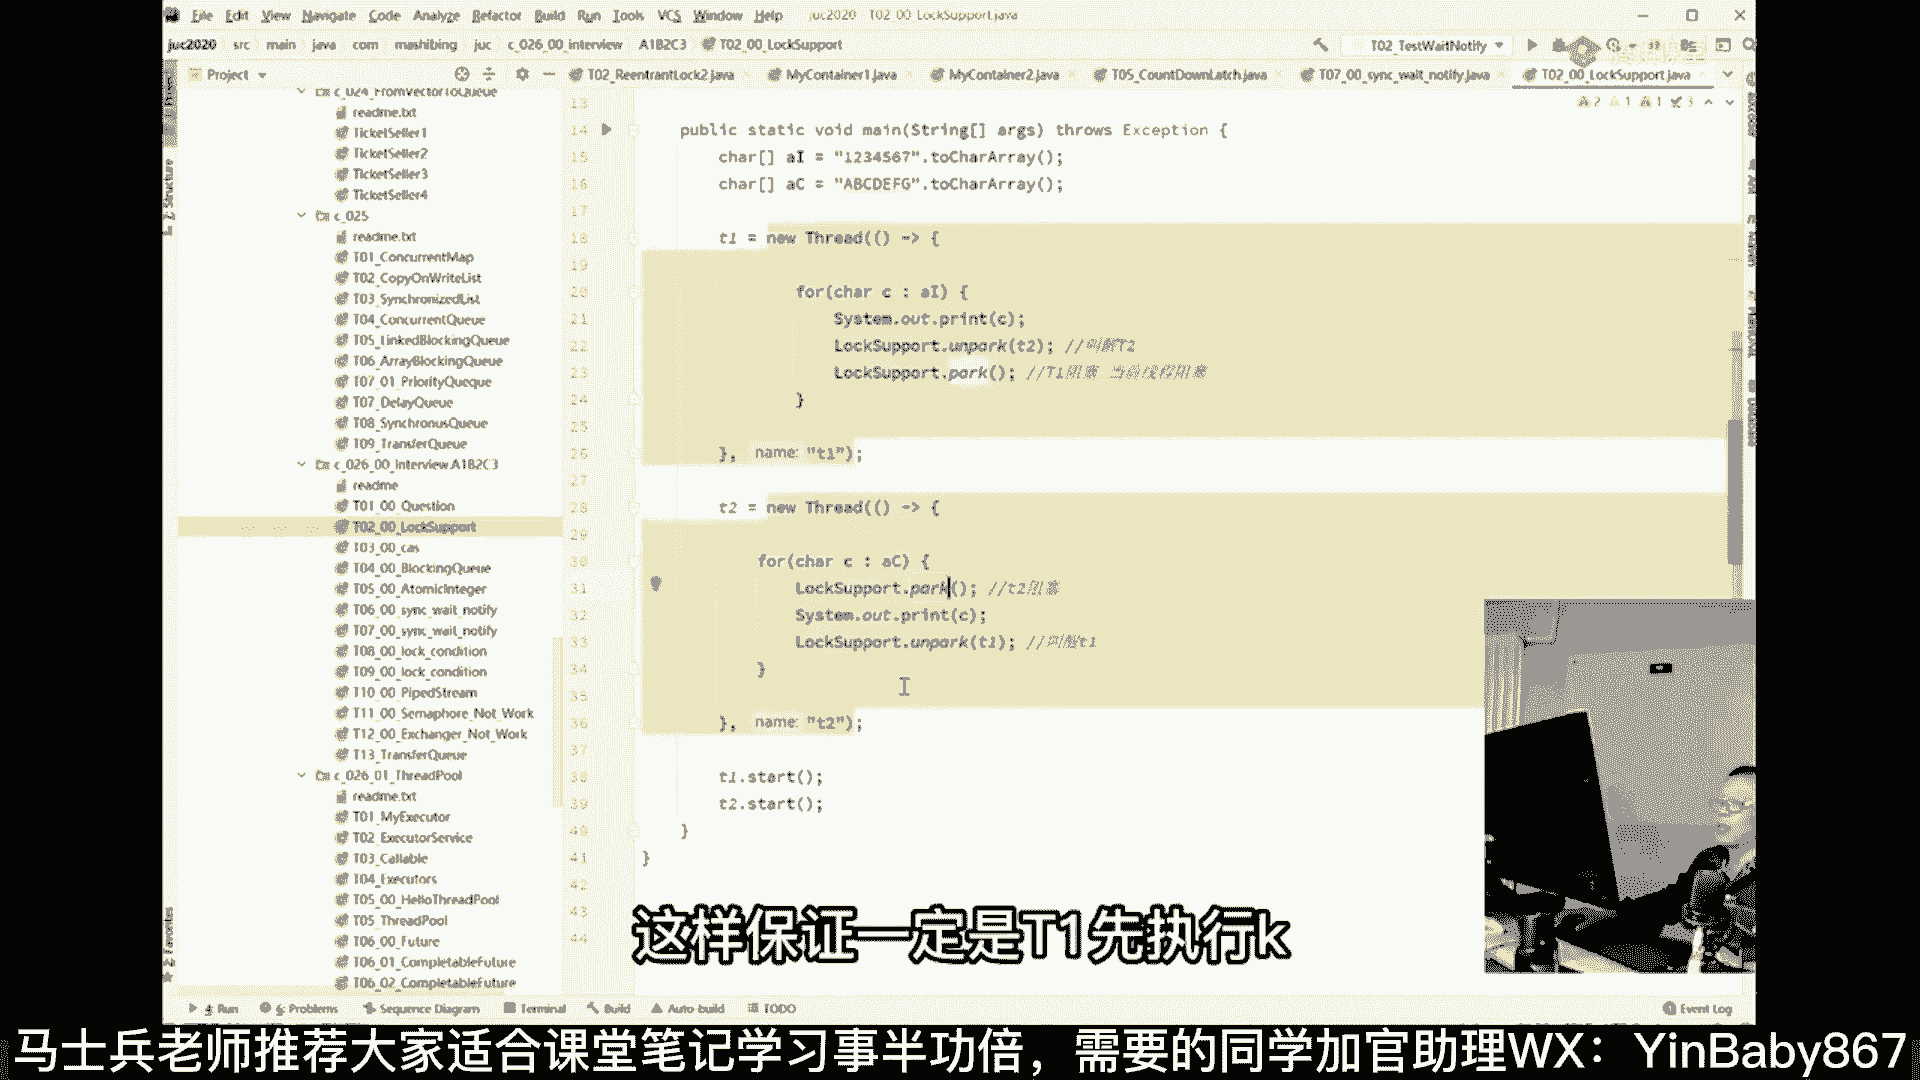 File Edit View Navigate Code Analyze Refactor Build Run Tools VCS Window Help juc2020 - T02_00_LockSupport.java
juc2020 src main java com mashibing juc c_026_00_interview A1B2C3 T02_00_LockSupport T02_TestWaitNotify
Project
T02_ReentrantLock2.java MyContainer1.java MyContainer2.java T05_CountDownLatch.java T07_00_sync_wait_notify.java T02_00_LockSupport.java
2 1 1 3
c_024_FromVectorToQueue
readme.txt
TicketSeller1
TicketSeller2
TicketSeller3
TicketSeller4
c_025
readme.txt
T01_ConcurrentMap
T02_CopyOnWriteList
T03_SynchronizedList
T04_ConcurrentQueue
T05_LinkedBlockingQueue
T06_ArrayBlockingQueue
T07_01_PriorityQueque
T07_DelayQueue
T08_SynchronusQueue
T09_TransferQueue
c_026_00_interview.A1B2C3
readme
T01_00_Question
T02_00_LockSupport
T03_00_cas
T04_00_BlockingQueue
T05_00_AtomicInteger
T06_00_sync_wait_notify
T07_00_sync_wait_notify
T08_00_lock_condition
T09_00_lock_condition
T10_00_PipedStream
T11_00_Semaphore_Not_Work
T12_00_Exchanger_Not_Work
T13_TransferQueue
c_026_01_ThreadPool
readme.txt
T01_MyExecutor
T02_ExecutorService
T03_Callable
T04_Executors
T05_00_HelloThreadPool
T05_ThreadPool
T06_00_Future
T06_01_CompletableFuture
T06_02_CompletableFuture
13
14 public static void main(String[] args) throws Exception {
15 char[] aI = "1234567".toCharArray();
16 char[] aC = "ABCDEFG".toCharArray();
17
18 t1 = new Thread(() -> {
19
20 for(char c : aI) {
21 System.out.print(c);
22 LockSupport.unpark(t2); //叫醒T2
23 LockSupport.park(); //T1阻塞 当前线程阻塞
24 }
25
26 }, name: "t1");
27
28 t2 = new Thread(() -> {
29
30 for(char c : aC) {
31 LockSupport.park(); //t2阻塞
32 System.out.print(c);
33 LockSupport.unpark(t1); //叫醒t1
34 }
35
36 }, name: "t2");
37
38 t1.start();
39 t2.start();
40 }
41 }
42
43
44
这样保证一定是T1先执行k
4: Run 6: Problems Sequence Diagram Terminal Build Auto-build TODO Event Log
马士兵老师推荐大家适合课堂笔记学习事半功倍，需要的同学加官助理WX：YinBaby867